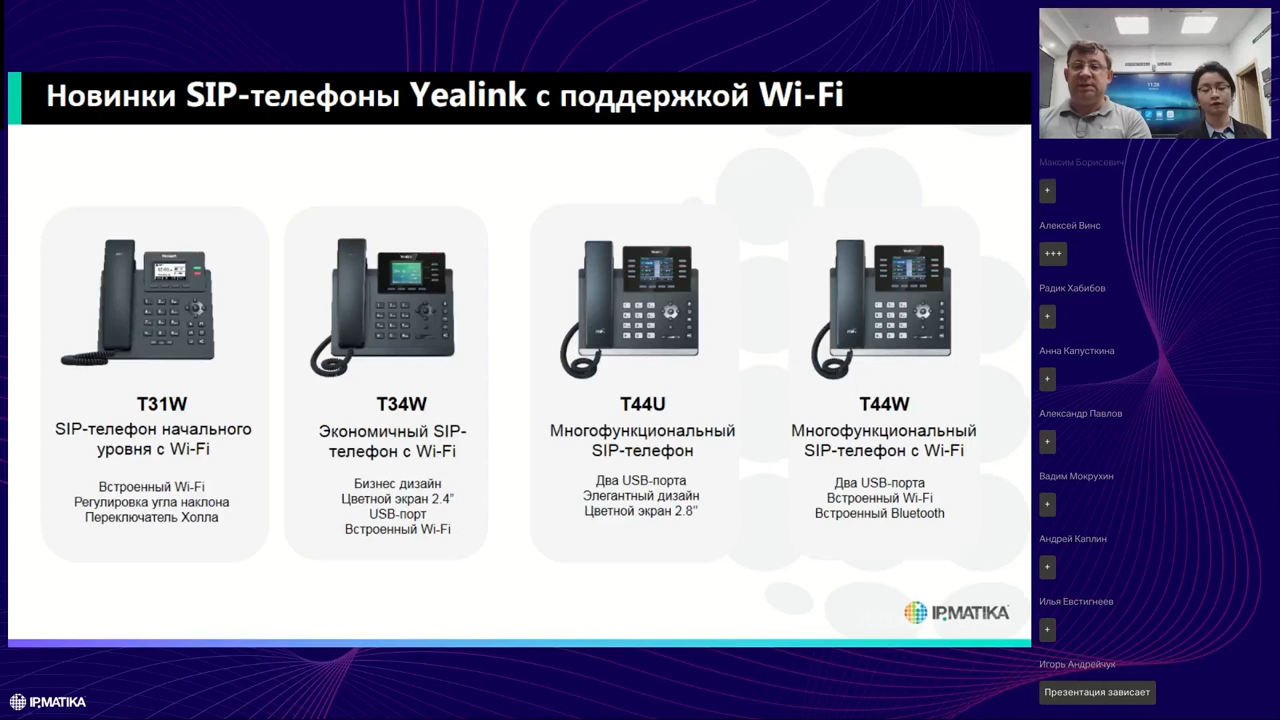 Новинки SIP-телефоны Yealink с поддержкой Wi-Fi
T31W
SIP-телефон начального
уровня с Wi-Fi
Встроенный Wi-Fi
Регулировка угла наклона
Переключатель Холла
T34W
Экономичный SIP-
телефон с Wi-Fi
Бизнес дизайн
Цветной экран 2.4”
USB-порт
Встроенный Wi-Fi
T44U
Многофункциональный
SIP-телефон
Два USB-порта
Элегантный дизайн
Цветной экран 2.8”
T44W
Многофункциональный
SIP-телефон с Wi-Fi
Два USB-порта
Встроенный Wi-Fi
Встроенный Bluetooth
IPMATIKA
IPMATIKA
11:28
Максим Борисевич
+
Алексей Винс
+++
Радик Хабибов
+
Анна Капусткина
+
Александр Павлов
+
Вадим Мокрухин
+
Андрей Каплин
+
Илья Евстигнеев
+
Игорь Андрейчук
Презентация зависает